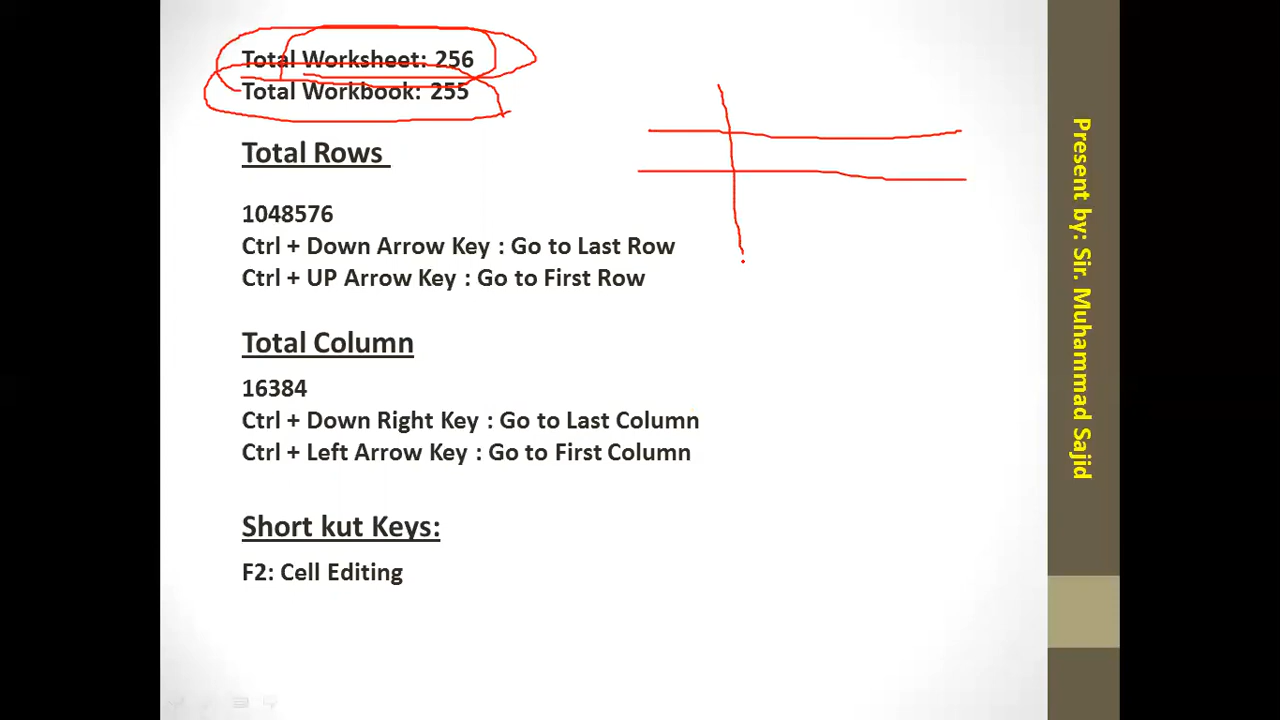 Total Worksheet: 256
Total Workbook: 255
Total Rows
1048576
Ctrl + Down Arrow Key : Go to Last Row
Ctrl + UP Arrow Key : Go to First Row
Total Column
16384
Ctrl + Down Right Key : Go to Last Column
Ctrl + Left Arrow Key : Go to First Column
Short kut Keys:
F2: Cell Editing
Present by: Sir. Muhammad Sajid